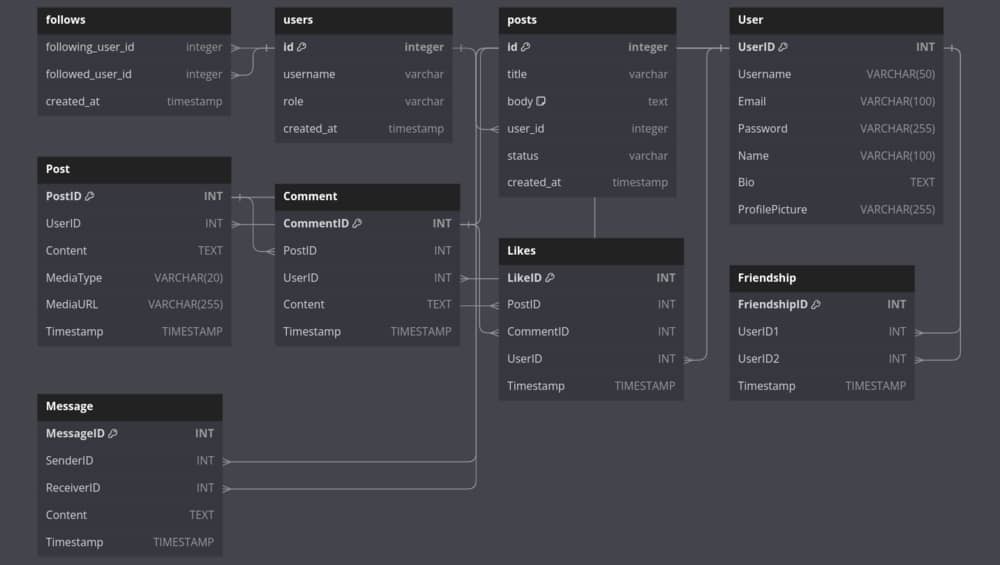 follows
following_user_id integer
followed_user_id integer
created_at timestamp
users
id integer
username varchar
role varchar
created_at timestamp
posts
id integer
title varchar
body text
user_id integer
status varchar
created_at timestamp
User
UserID INT
Username VARCHAR(50)
Email VARCHAR(100)
Password VARCHAR(255)
Name VARCHAR(100)
Bio TEXT
ProfilePicture VARCHAR(255)
Post
PostID INT
UserID INT
Content TEXT
MediaType VARCHAR(20)
MediaURL VARCHAR(255)
Timestamp TIMESTAMP
Comment
CommentID INT
PostID INT
UserID INT
Content TEXT
Timestamp TIMESTAMP
Likes
LikeID INT
PostID INT
CommentID INT
UserID INT
Timestamp TIMESTAMP
Friendship
FriendshipID INT
UserID1 INT
UserID2 INT
Timestamp TIMESTAMP
Message
MessageID INT
SenderID INT
ReceiverID INT
Content TEXT
Timestamp TIMESTAMP